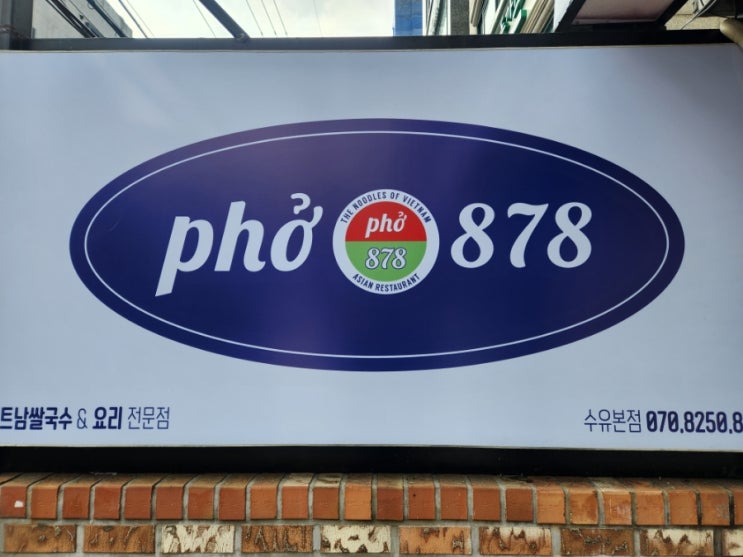 phở 878
THE NOODLES OF VIETNAM
phở
878
ASIAN RESTAURANT
트남쌀국수 & 요리 전문점
수유본점 070.8250.8